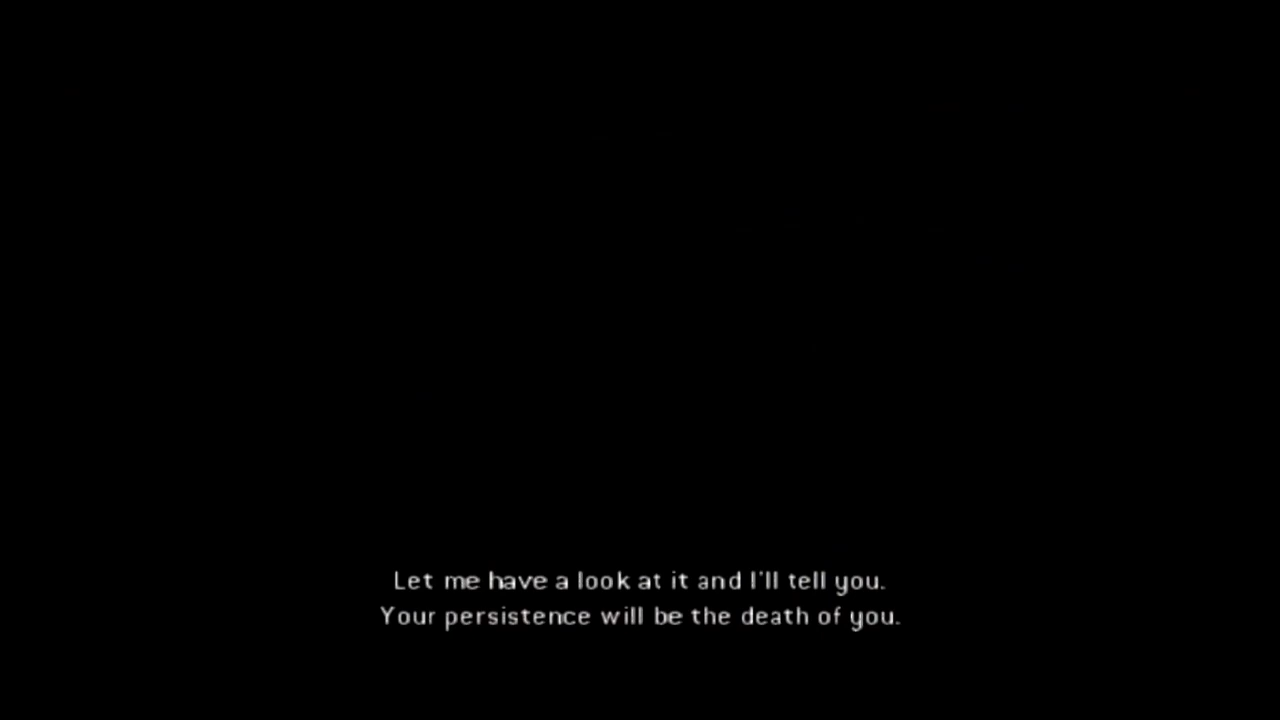 Let me have a look at it and I'll tell you.
Your persistence will be the death of you.